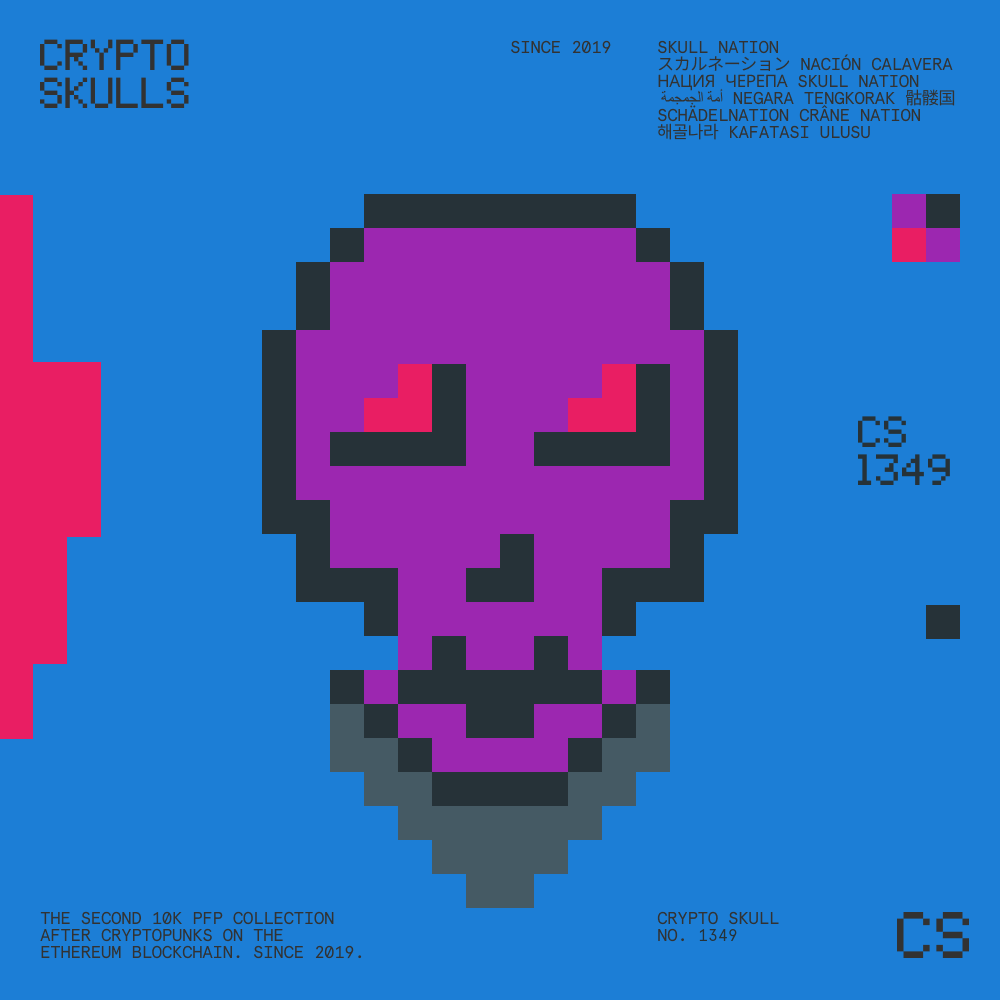 CRYPTO
SKULLS
SINCE 2019
SKULL NATION
スカルネーション NACIÓN CALAVERA
НАЦИЯ ЧЕРЕПА SKULL NATION
أمة الجمجمة NEGARA TENGKORAK 骷髅国
SCHÄDELNATION CRÂNE NATION
해골나라 KAFATASI ULUSU
CS
1349
THE SECOND 10K PFP COLLECTION
AFTER CRYPTOPUNKS ON THE
ETHEREUM BLOCKCHAIN. SINCE 2019.
CRYPTO SKULL
NO. 1349
CS